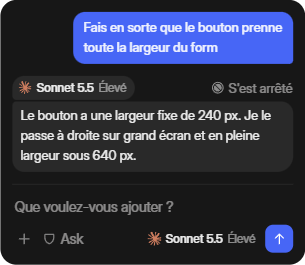 Fais en sorte que le bouton prenne
toute la largeur du form
Sonnet 5.5 Élevé S'est arrêté
Le bouton a une largeur fixe de 240 px. Je le
passe à droite sur grand écran et en pleine
largeur sous 640 px.
Que voulez-vous ajouter ?
Ask Sonnet 5.5 Élevé